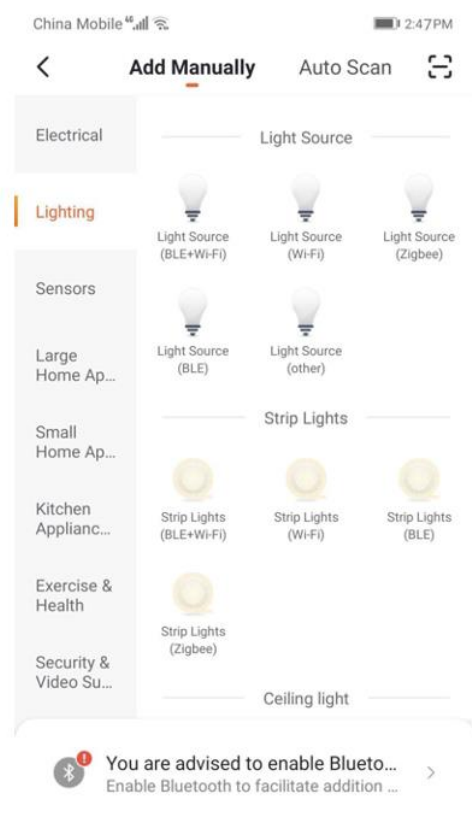 China Mobile 2:47 PM
Add Manually Auto Scan
Electrical
Lighting
Sensors
Large
Home Ap...
Small
Home Ap...
Kitchen
Applianc...
Exercise &
Health
Security &
Video Su...
Light Source
Light Source
(BLE+Wi-Fi)
Light Source
(Wi-Fi)
Light Source
(Zigbee)
Light Source
(BLE)
Light Source
(other)
Strip Lights
Strip Lights
(BLE+Wi-Fi)
Strip Lights
(Wi-Fi)
Strip Lights
(BLE)
Strip Lights
(Zigbee)
Ceiling light
You are advised to enable Blueto...
Enable Bluetooth to facilitate addition ...